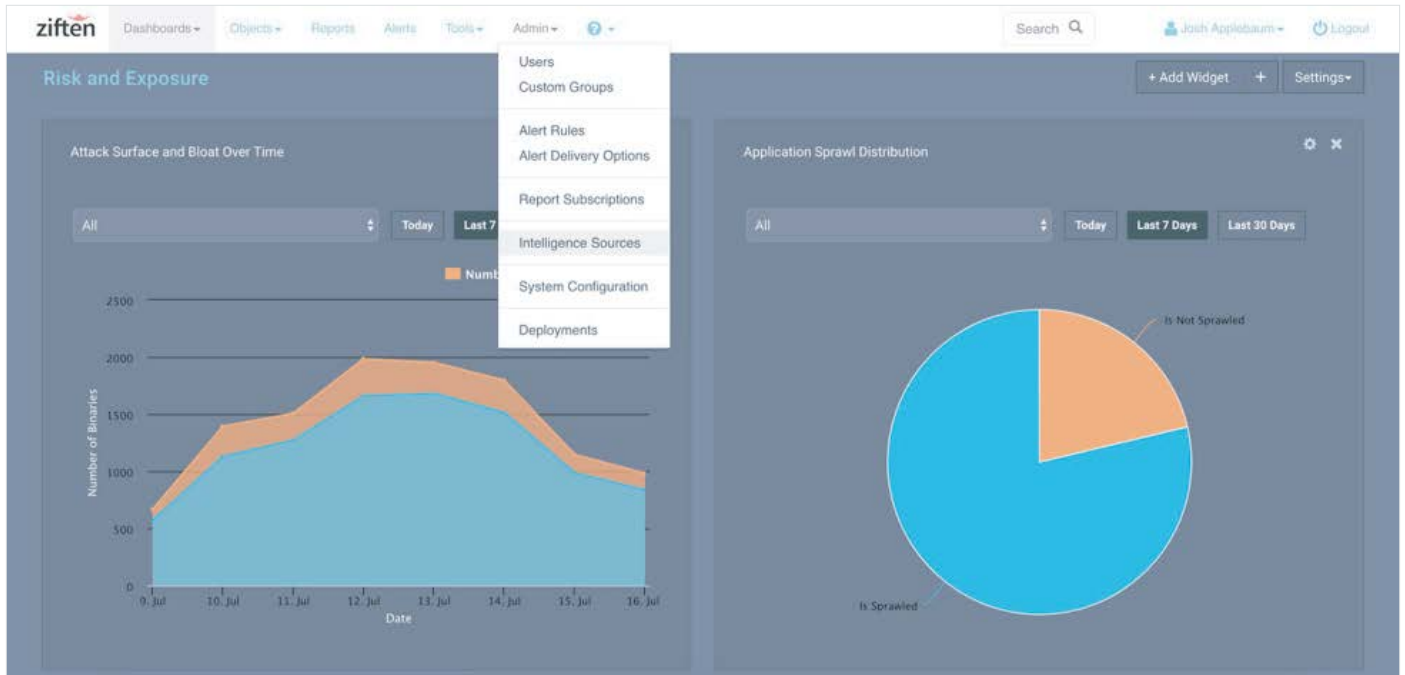 ziften
Dashboards
Objects
Reports
Alerts
Tools
Admin
?
Search
Josh Applebaum
Logout
Users
Custom Groups
Alert Rules
Alert Delivery Options
Report Subscriptions
Intelligence Sources
System Configuration
Deployments
Risk and Exposure
+ Add Widget +
Settings
Attack Surface and Bloat Over Time
All
Today
Last 7
Numb
2500
2000
1500
1000
500
0
Number of Binaries
9. Jul
10. Jul
11. Jul
12. Jul
13. Jul
14. Jul
15. Jul
16. Jul
Date
Application Sprawl Distribution
All
Today
Last 7 Days
Last 30 Days
Is Not Sprawled
Is Sprawled